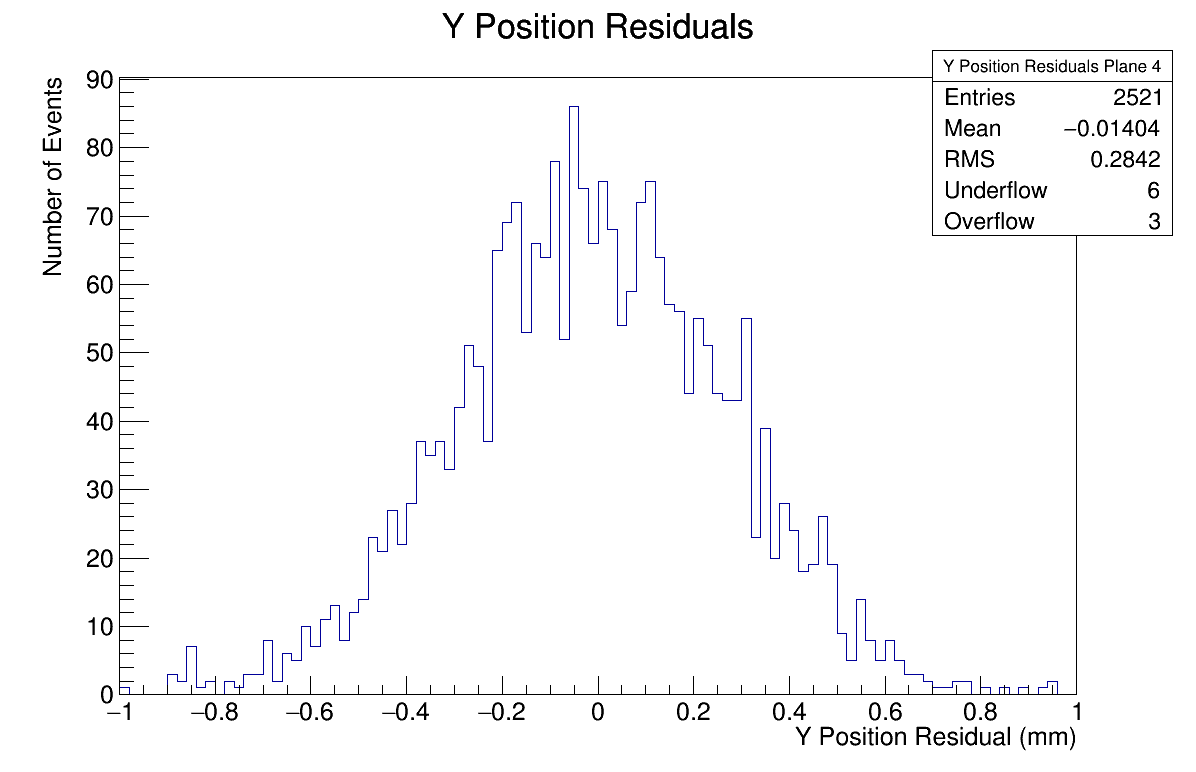 Y Position Residuals
Number of Events
90
80
70
60
50
40
30
20
10
0
Y Position Residuals Plane 4
Entries 2521
Mean −0.01404
RMS 0.2842
Underflow 6
Overflow 3
−1 −0.8 −0.6 −0.4 −0.2 0 0.2 0.4 0.6 0.8 1
Y Position Residual (mm)